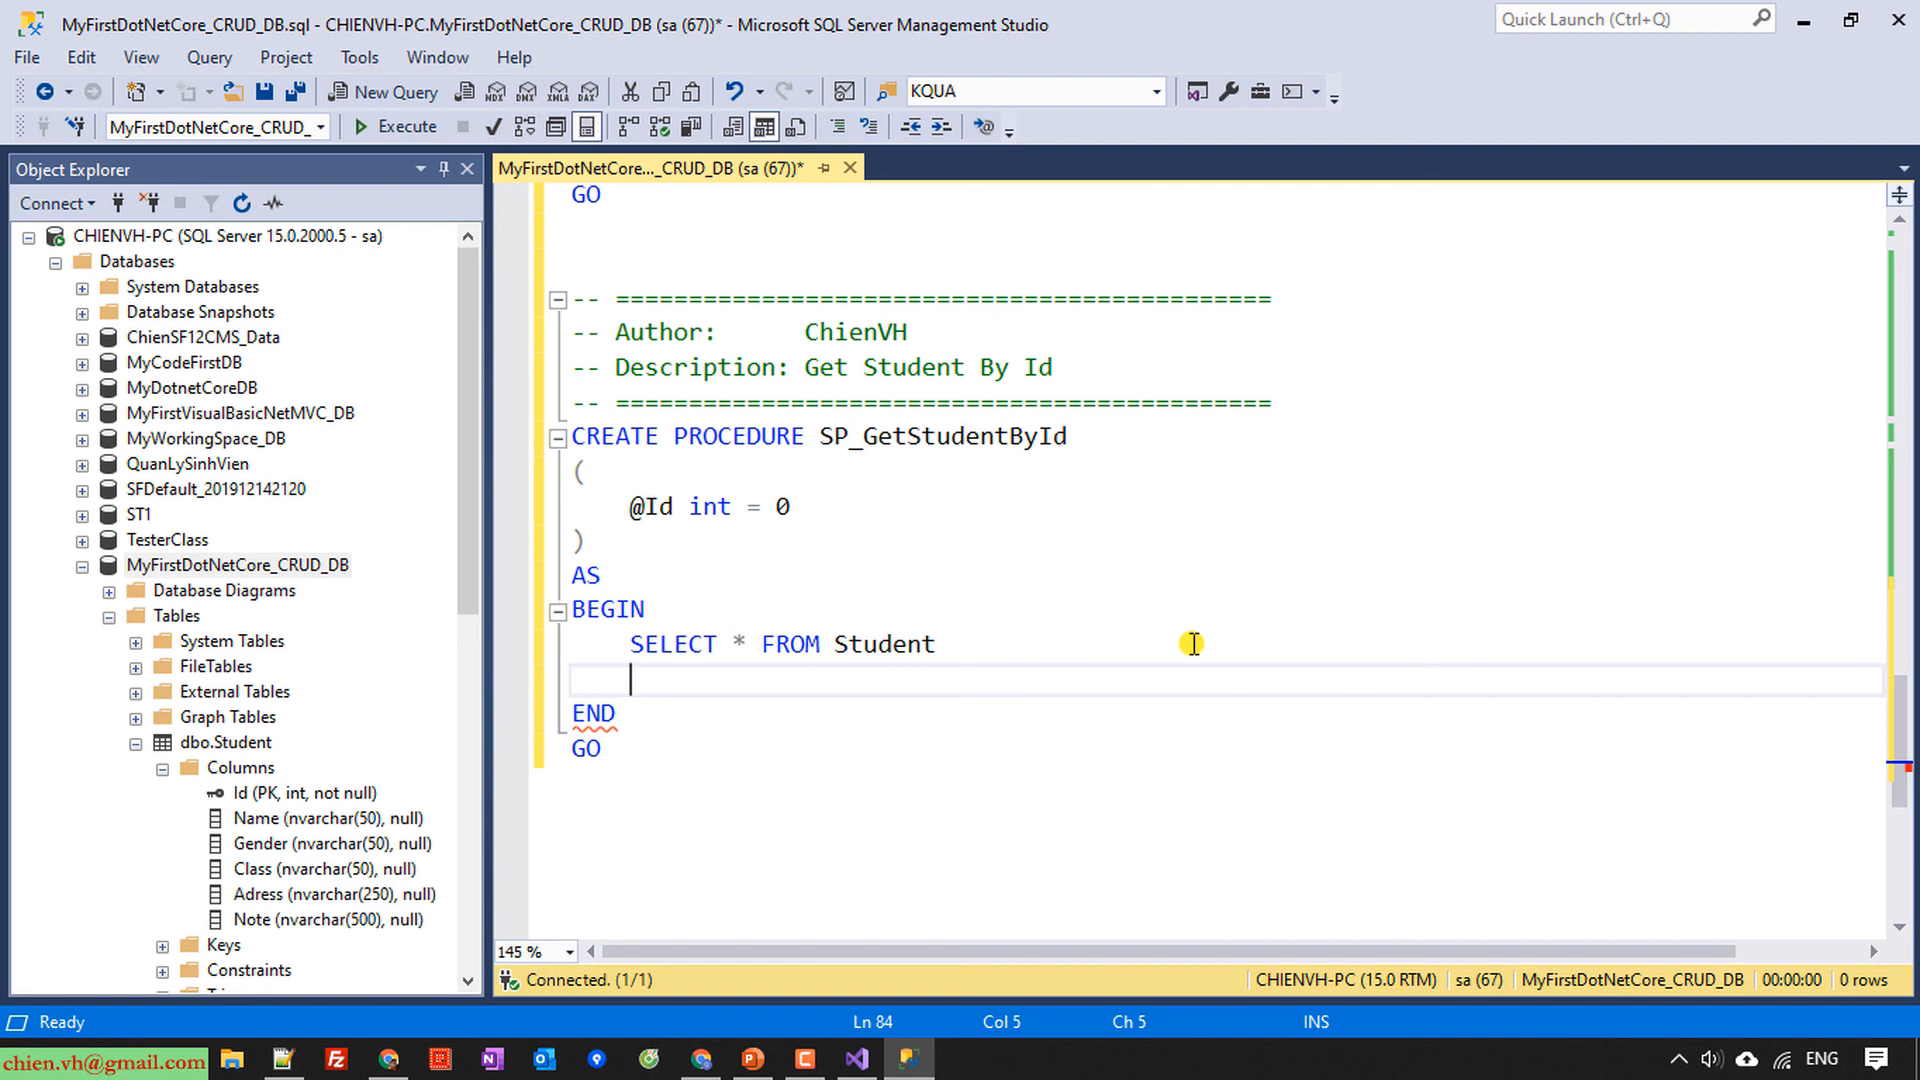 MyFirstDotNetCore_CRUD_DB.sql - CHIENVH-PC.MyFirstDotNetCore_CRUD_DB (sa (67))* - Microsoft SQL Server Management Studio
Quick Launch (Ctrl+Q)
File Edit View Query Project Tools Window Help
New Query MDX DMX XMLA DAX KQUA
MyFirstDotNetCore_CRUD_ Execute
Object Explorer
MyFirstDotNetCore..._CRUD_DB (sa (67))*
Connect
CHIENVH-PC (SQL Server 15.0.2000.5 - sa)
Databases
System Databases
Database Snapshots
ChienSF12CMS_Data
MyCodeFirstDB
MyDotnetCoreDB
MyFirstVisualBasicNetMVC_DB
MyWorkingSpace_DB
QuanLySinhVien
SFDefault_201912142120
ST1
TesterClass
MyFirstDotNetCore_CRUD_DB
Database Diagrams
Tables
System Tables
FileTables
External Tables
Graph Tables
dbo.Student
Columns
Id (PK, int, not null)
Name (nvarchar(50), null)
Gender (nvarchar(50), null)
Class (nvarchar(50), null)
Adress (nvarchar(250), null)
Note (nvarchar(500), null)
Keys
Constraints
GO
-- =============================================
-- Author: ChienVH
-- Description: Get Student By Id
-- =============================================
CREATE PROCEDURE SP_GetStudentById
(
@Id int = 0
)
AS
BEGIN
SELECT * FROM Student
END
GO
145 %
Connected. (1/1) CHIENVH-PC (15.0 RTM) sa (67) MyFirstDotNetCore_CRUD_DB 00:00:00 0 rows
Ready Ln 84 Col 5 Ch 5 INS
chien.vh@gmail.com ENG